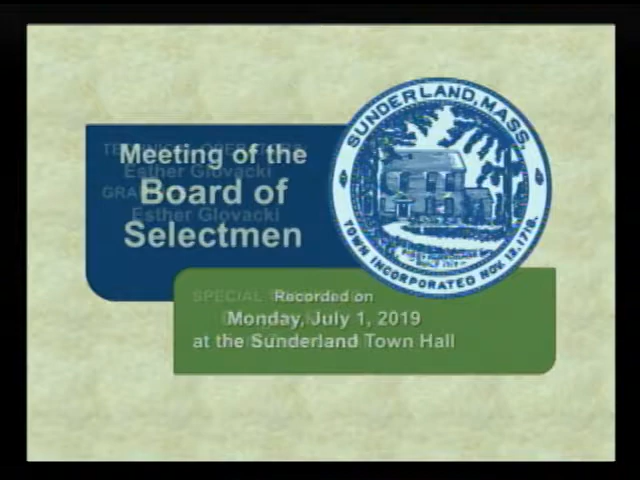 Meeting of the
Board of
Selectmen
SUNDERLAND, MASS.
TOWN INCORPORATED NOV. 12. 1718.
Esther Glovacki
Esther Glovacki
SPECIAL
Recorded on
Monday, July 1, 2019
at the Sunderland Town Hall